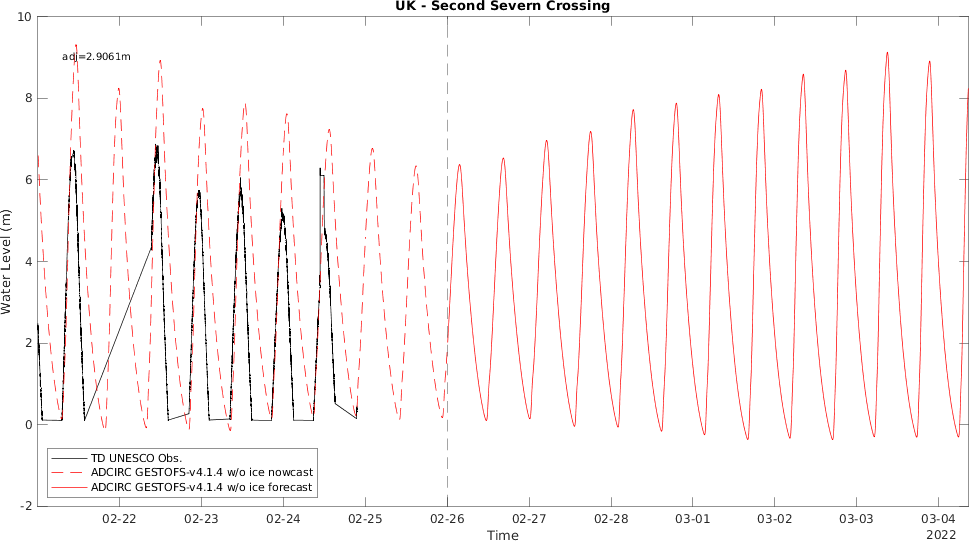 UK - Second Severn Crossing
10
8
6
4
2
0
-2
Water Level (m)
adj=2.9061m
TD UNESCO Obs.
ADCIRC GESTOFS-v4.1.4 w/o ice nowcast
ADCIRC GESTOFS-v4.1.4 w/o ice forecast
02-22 02-23 02-24 02-25 02-26 02-27 02-28 03-01 03-02 03-03 03-04
Time
2022